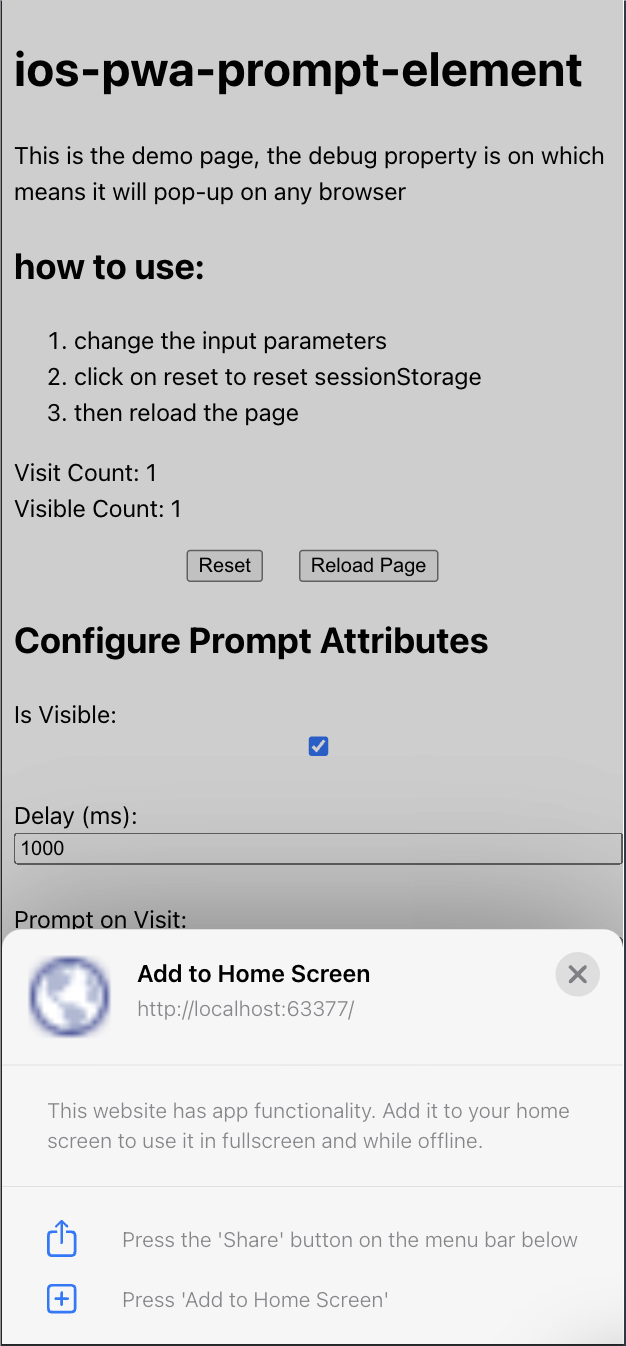 ios-pwa-prompt-element
This is the demo page, the debug property is on which
means it will pop-up on any browser
how to use:
1. change the input parameters
2. click on reset to reset sessionStorage
3. then reload the page
Visit Count: 1
Visible Count: 1
Reset Reload Page
Configure Prompt Attributes
Is Visible:
Delay (ms):
1000
Prompt on Visit:
Add to Home Screen
http://localhost:63377/
This website has app functionality. Add it to your home
screen to use it in fullscreen and while offline.
Press the 'Share' button on the menu bar below
Press 'Add to Home Screen'